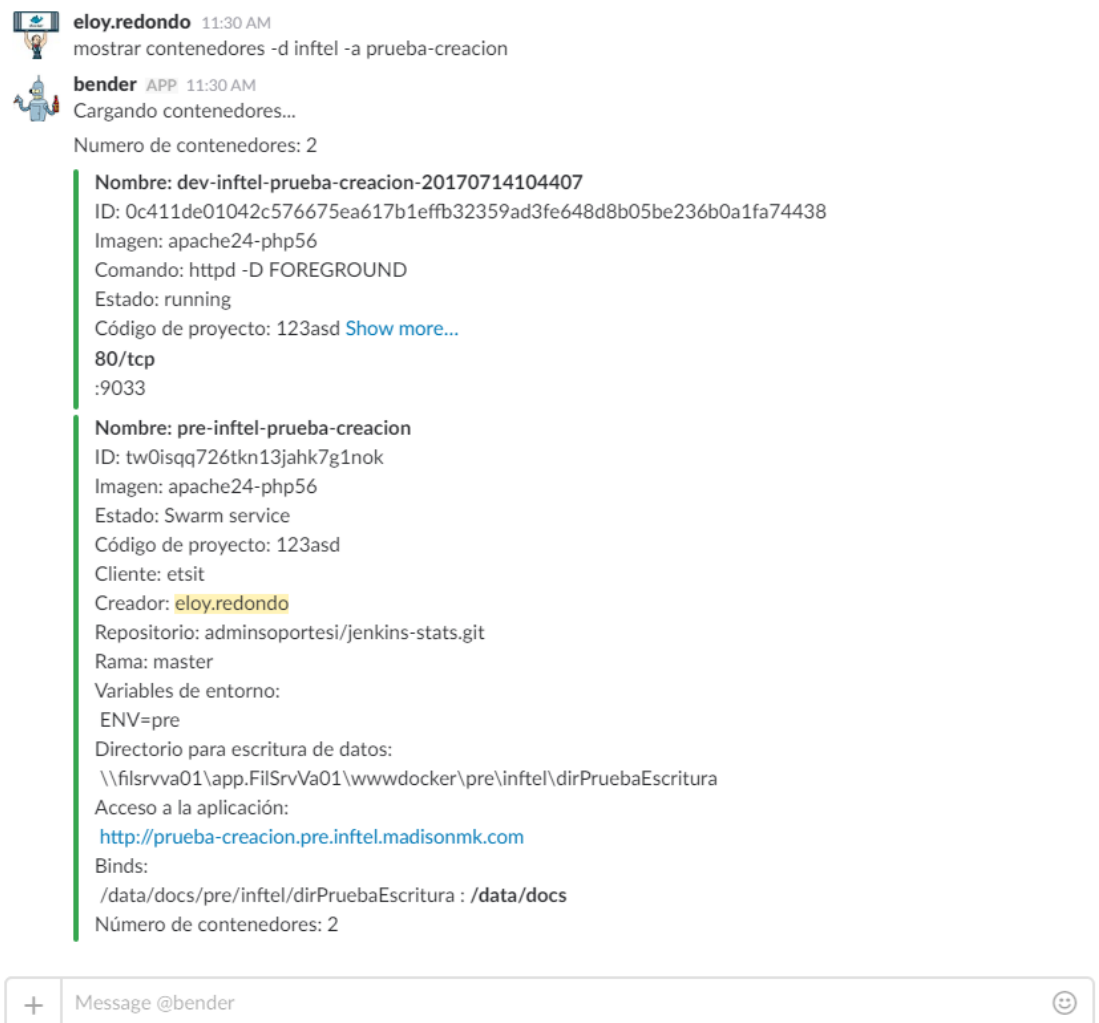 eloy.redondo 11:30 AM
mostrar contenedores -d inftel -a prueba-creacion
bender APP 11:30 AM
Cargando contenedores...
Numero de contenedores: 2
Nombre: dev-inftel-prueba-creacion-20170714104407
ID: 0c411de01042c576675ea617b1effb32359ad3fe648d8b05be236b0a1fa74438
Imagen: apache24-php56
Comando: httpd -D FOREGROUND
Estado: running
Código de proyecto: 123asd Show more...
80/tcp
:9033
Nombre: pre-inftel-prueba-creacion
ID: tw0isqq726tkn13jahk7g1nok
Imagen: apache24-php56
Estado: Swarm service
Código de proyecto: 123asd
Cliente: etsit
Creador: eloy.redondo
Repositorio: adminsoportesi/jenkins-stats.git
Rama: master
Variables de entorno:
ENV=pre
Directorio para escritura de datos:
\\filsrvva01\app.FilSrvVa01\wwwdocker\pre\inftel\dirPruebaEscritura
Acceso a la aplicación:
http://prueba-creacion.pre.inftel.madisonmk.com
Binds:
/data/docs/pre/inftel/dirPruebaEscritura : /data/docs
Número de contenedores: 2
Message @bender